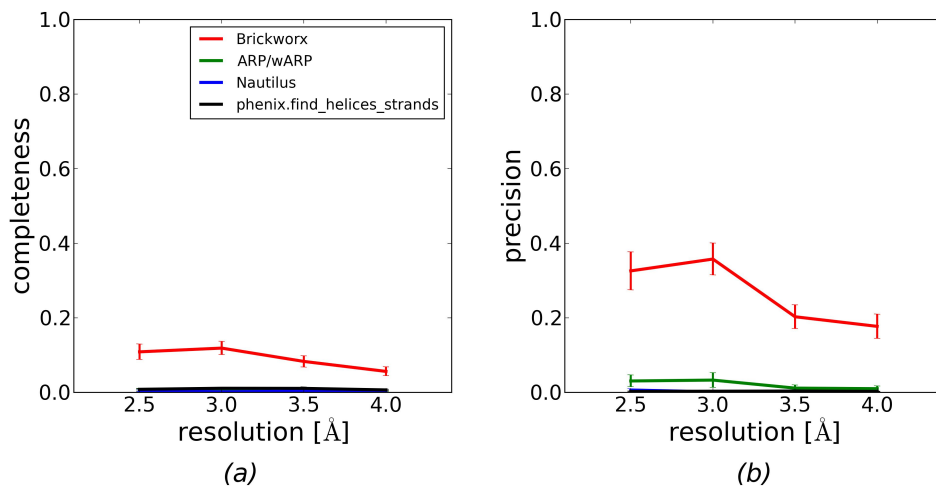 1.0
0.8
0.6
0.4
0.2
0.0
completeness
Brickworx
ARP/wARP
Nautilus
phenix.find_helices_strands
2.5 3.0 3.5 4.0
resolution [Å]
(a)
1.0
0.8
0.6
0.4
0.2
0.0
precision
2.5 3.0 3.5 4.0
resolution [Å]
(b)